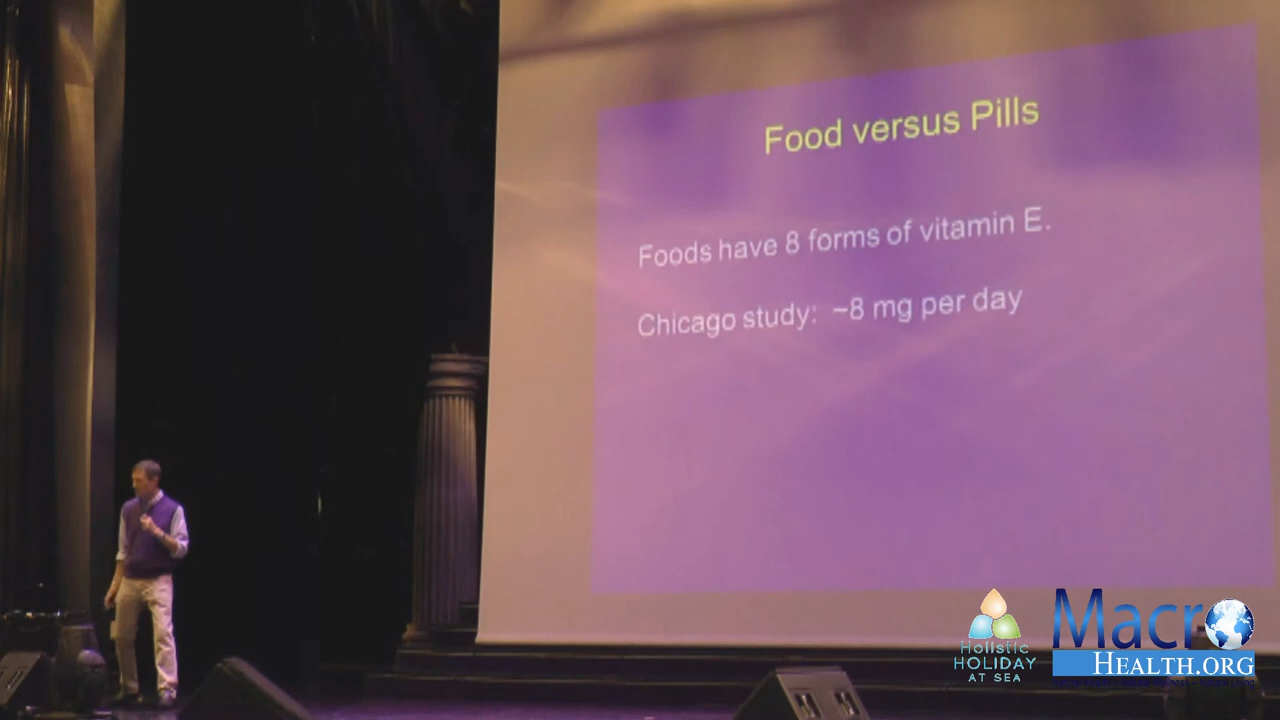 Food versus Pills
Foods have 8 forms of vitamin E.
Chicago study: ~8 mg per day
Holistic
HOLIDAY
AT SEA
Macro
HEALTH.ORG